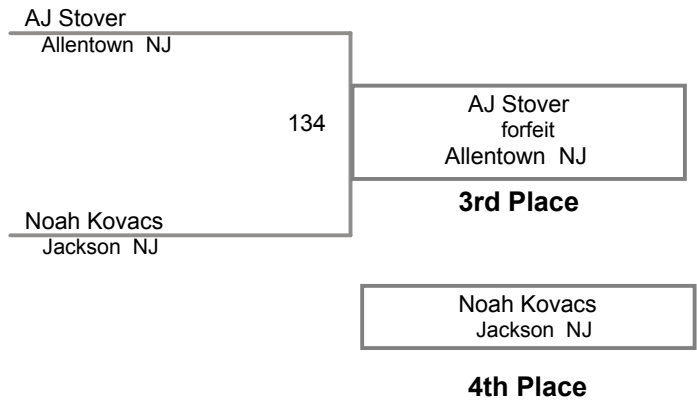 AJ Stover
Allentown NJ
134
AJ Stover
forfeit
Allentown NJ
3rd Place
Noah Kovacs
Jackson NJ
Noah Kovacs
Jackson NJ
4th Place